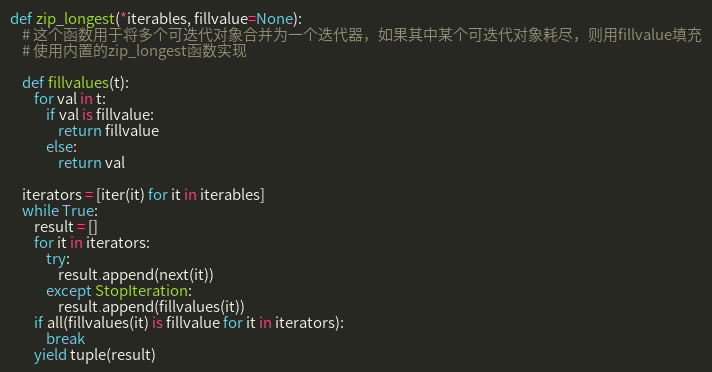 def zip_longest(*iterables, fillvalue=None):
    # 这个函数用于将多个可迭代对象合并为一个迭代器，如果其中某个可迭代对象耗尽，则用fillvalue填充
    # 使用内置的zip_longest函数实现

    def fillvalues(t):
        for val in t:
            if val is fillvalue:
                return fillvalue
            else:
                return val

    iterators = [iter(it) for it in iterables]
    while True:
        result = []
        for it in iterators:
            try:
                result.append(next(it))
            except StopIteration:
                result.append(fillvalues(it))
        if all(fillvalues(it) is fillvalue for it in iterators):
            break
        yield tuple(result)